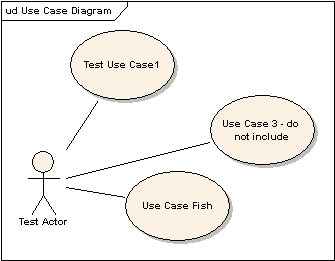 ud Use Case Diagram
Test Use Case1
Use Case 3 - do
not include
Use Case Fish
Test Actor